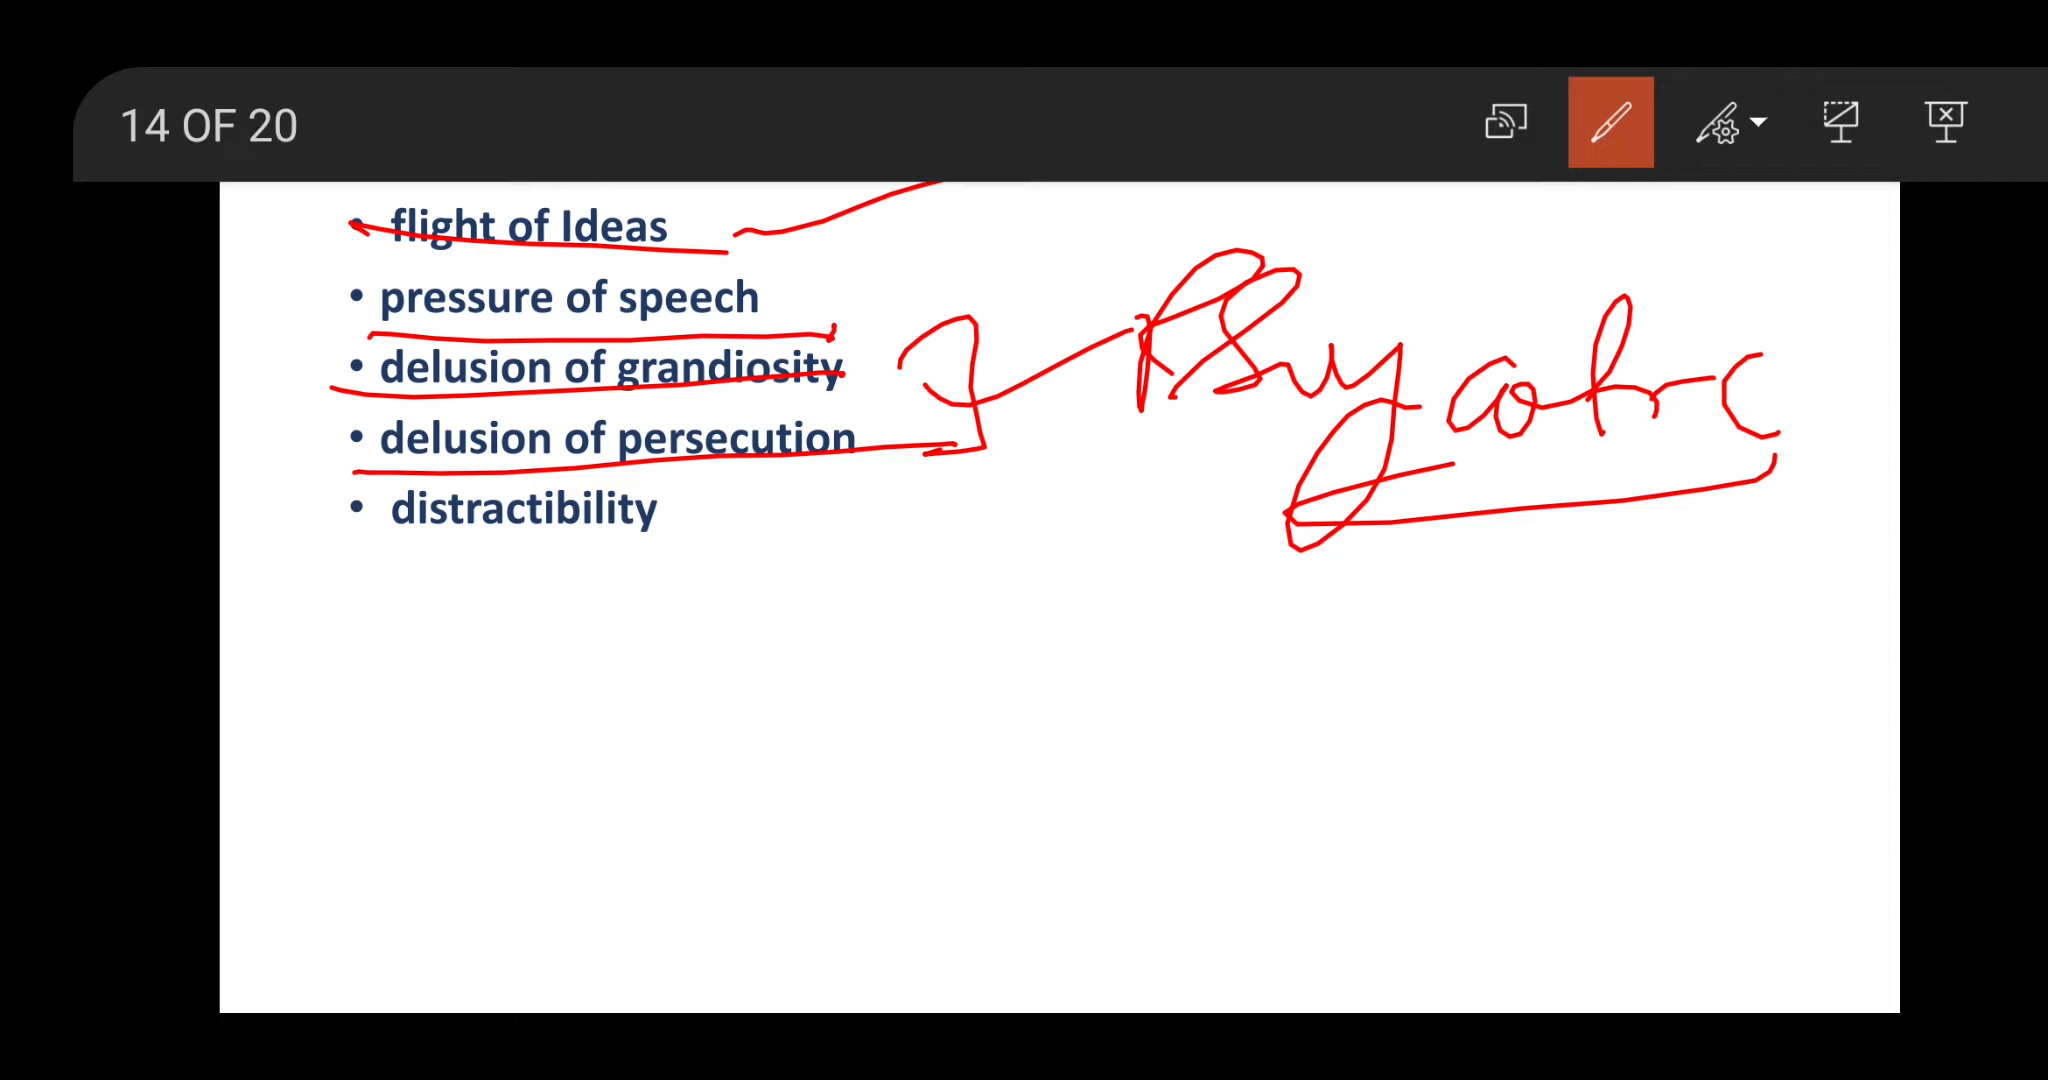 14 OF 20
• flight of Ideas
• pressure of speech
• delusion of grandiosity
• delusion of persecution
• distractibility